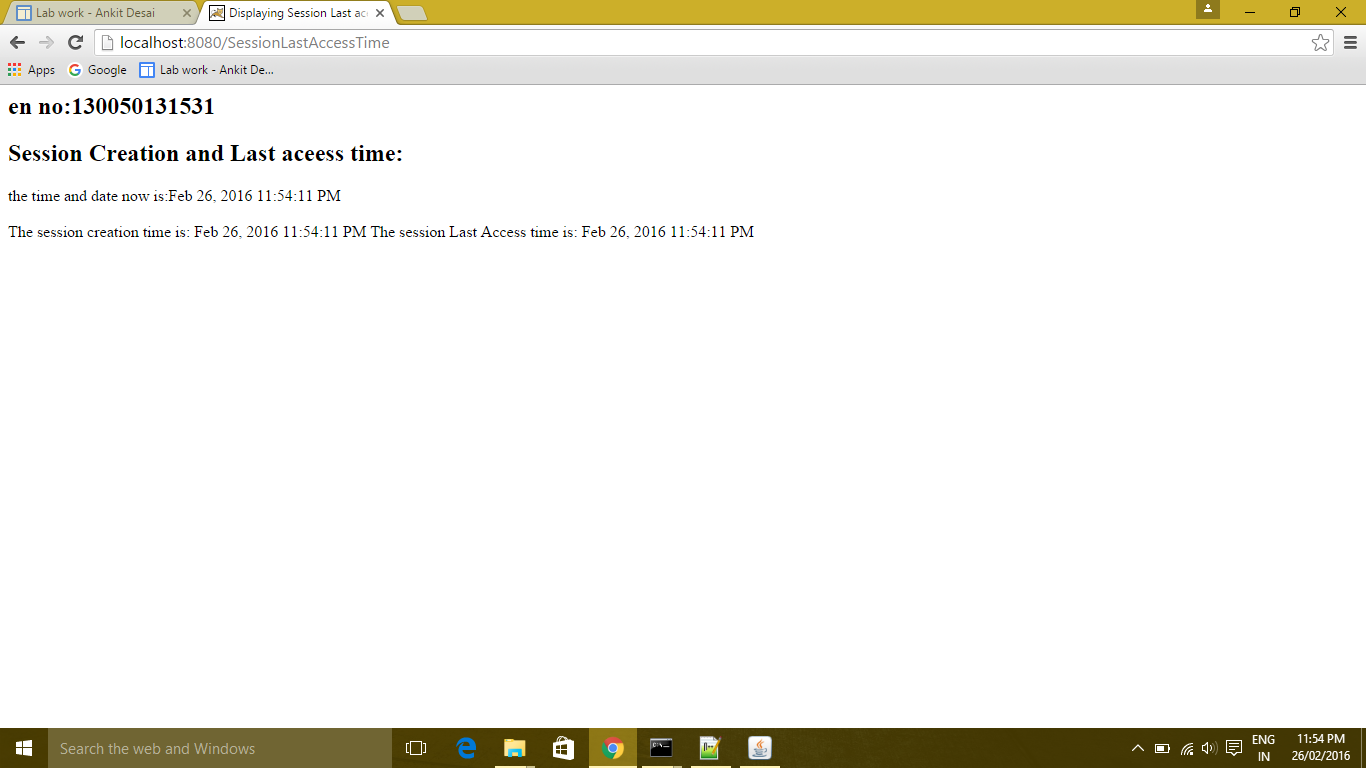 Lab work - Ankit Desai
Displaying Session Last ac
localhost:8080/SessionLastAccessTime
Apps
Google
Lab work - Ankit De...
en no:130050131531
Session Creation and Last aceess time:
the time and date now is:Feb 26, 2016 11:54:11 PM
The session creation time is: Feb 26, 2016 11:54:11 PM The session Last Access time is: Feb 26, 2016 11:54:11 PM
Search the web and Windows
ENG
IN
11:54 PM
26/02/2016